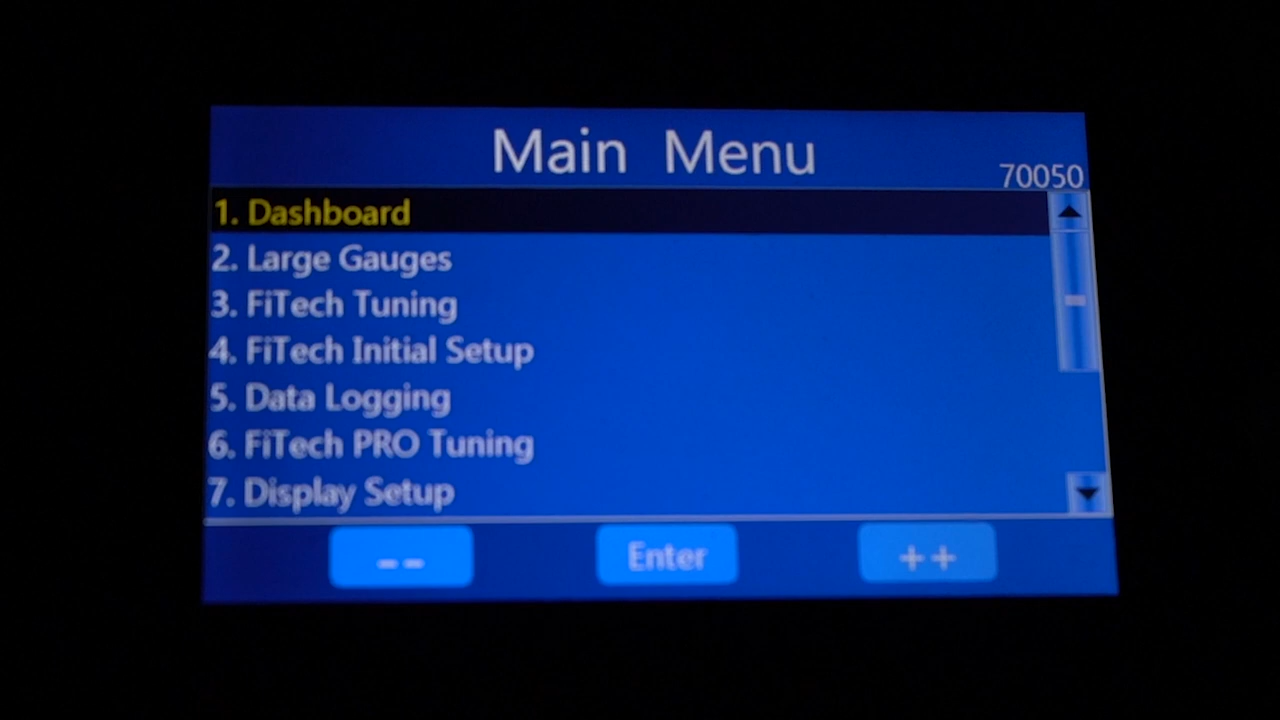 Main Menu
70050
1. Dashboard
2. Large Gauges
3. FiTech Tuning
4. FiTech Initial Setup
5. Data Logging
6. FiTech PRO Tuning
7. Display Setup
-- Enter ++